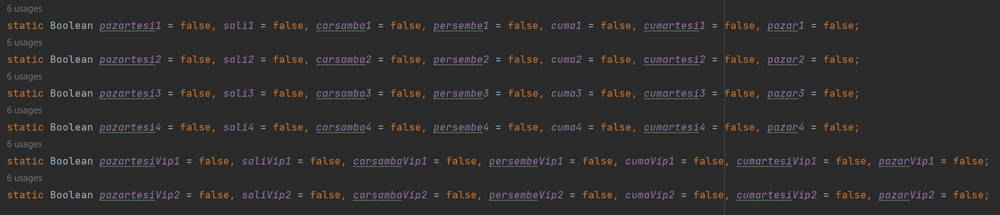 6 usages
static Boolean pazartesi1 = false, sali1 = false, carsamba1 = false, persembe1 = false, cuma1 = false, cumartesi1 = false, pazar1 = false;
6 usages
static Boolean pazartesi2 = false, sali2 = false, carsamba2 = false, persembe2 = false, cuma2 = false, cumartesi2 = false, pazar2 = false;
6 usages
static Boolean pazartesi3 = false, sali3 = false, carsamba3 = false, persembe3 = false, cuma3 = false, cumartesi3 = false, pazar3 = false;
6 usages
static Boolean pazartesi4 = false, sali4 = false, carsamba4 = false, persembe4 = false, cuma4 = false, cumartesi4 = false, pazar4 = false;
6 usages
static Boolean pazartesiVip1 = false, saliVip1 = false, carsambaVip1 = false, persembeVip1 = false, cumaVip1 = false, cumartesiVip1 = false, pazarVip1 = false;
6 usages
static Boolean pazartesiVip2 = false, saliVip2 = false, carsambaVip2 = false, persembeVip2 = false, cumaVip2 = false, cumartesiVip2 = false, pazarVip2 = false;